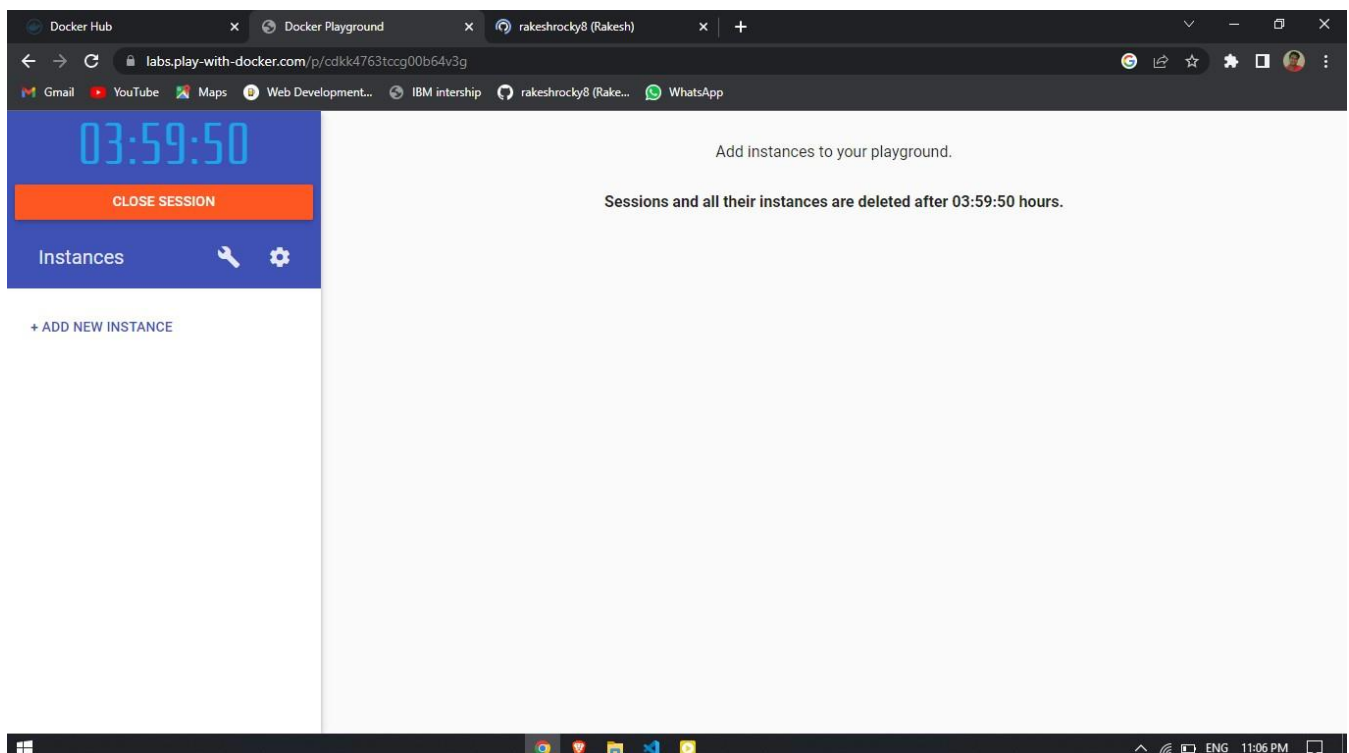 Docker Hub
Docker Playground
rakeshrocky8 (Rakesh)
labs.play-with-docker.com/p/cdkk4763tccg00b64v3g
Gmail
YouTube
Maps
Web Development...
IBM intership
rakeshrocky8 (Rake...
WhatsApp
03:59:50
CLOSE SESSION
Instances
+ ADD NEW INSTANCE
Add instances to your playground.
Sessions and all their instances are deleted after 03:59:50 hours.
ENG 11:06 PM